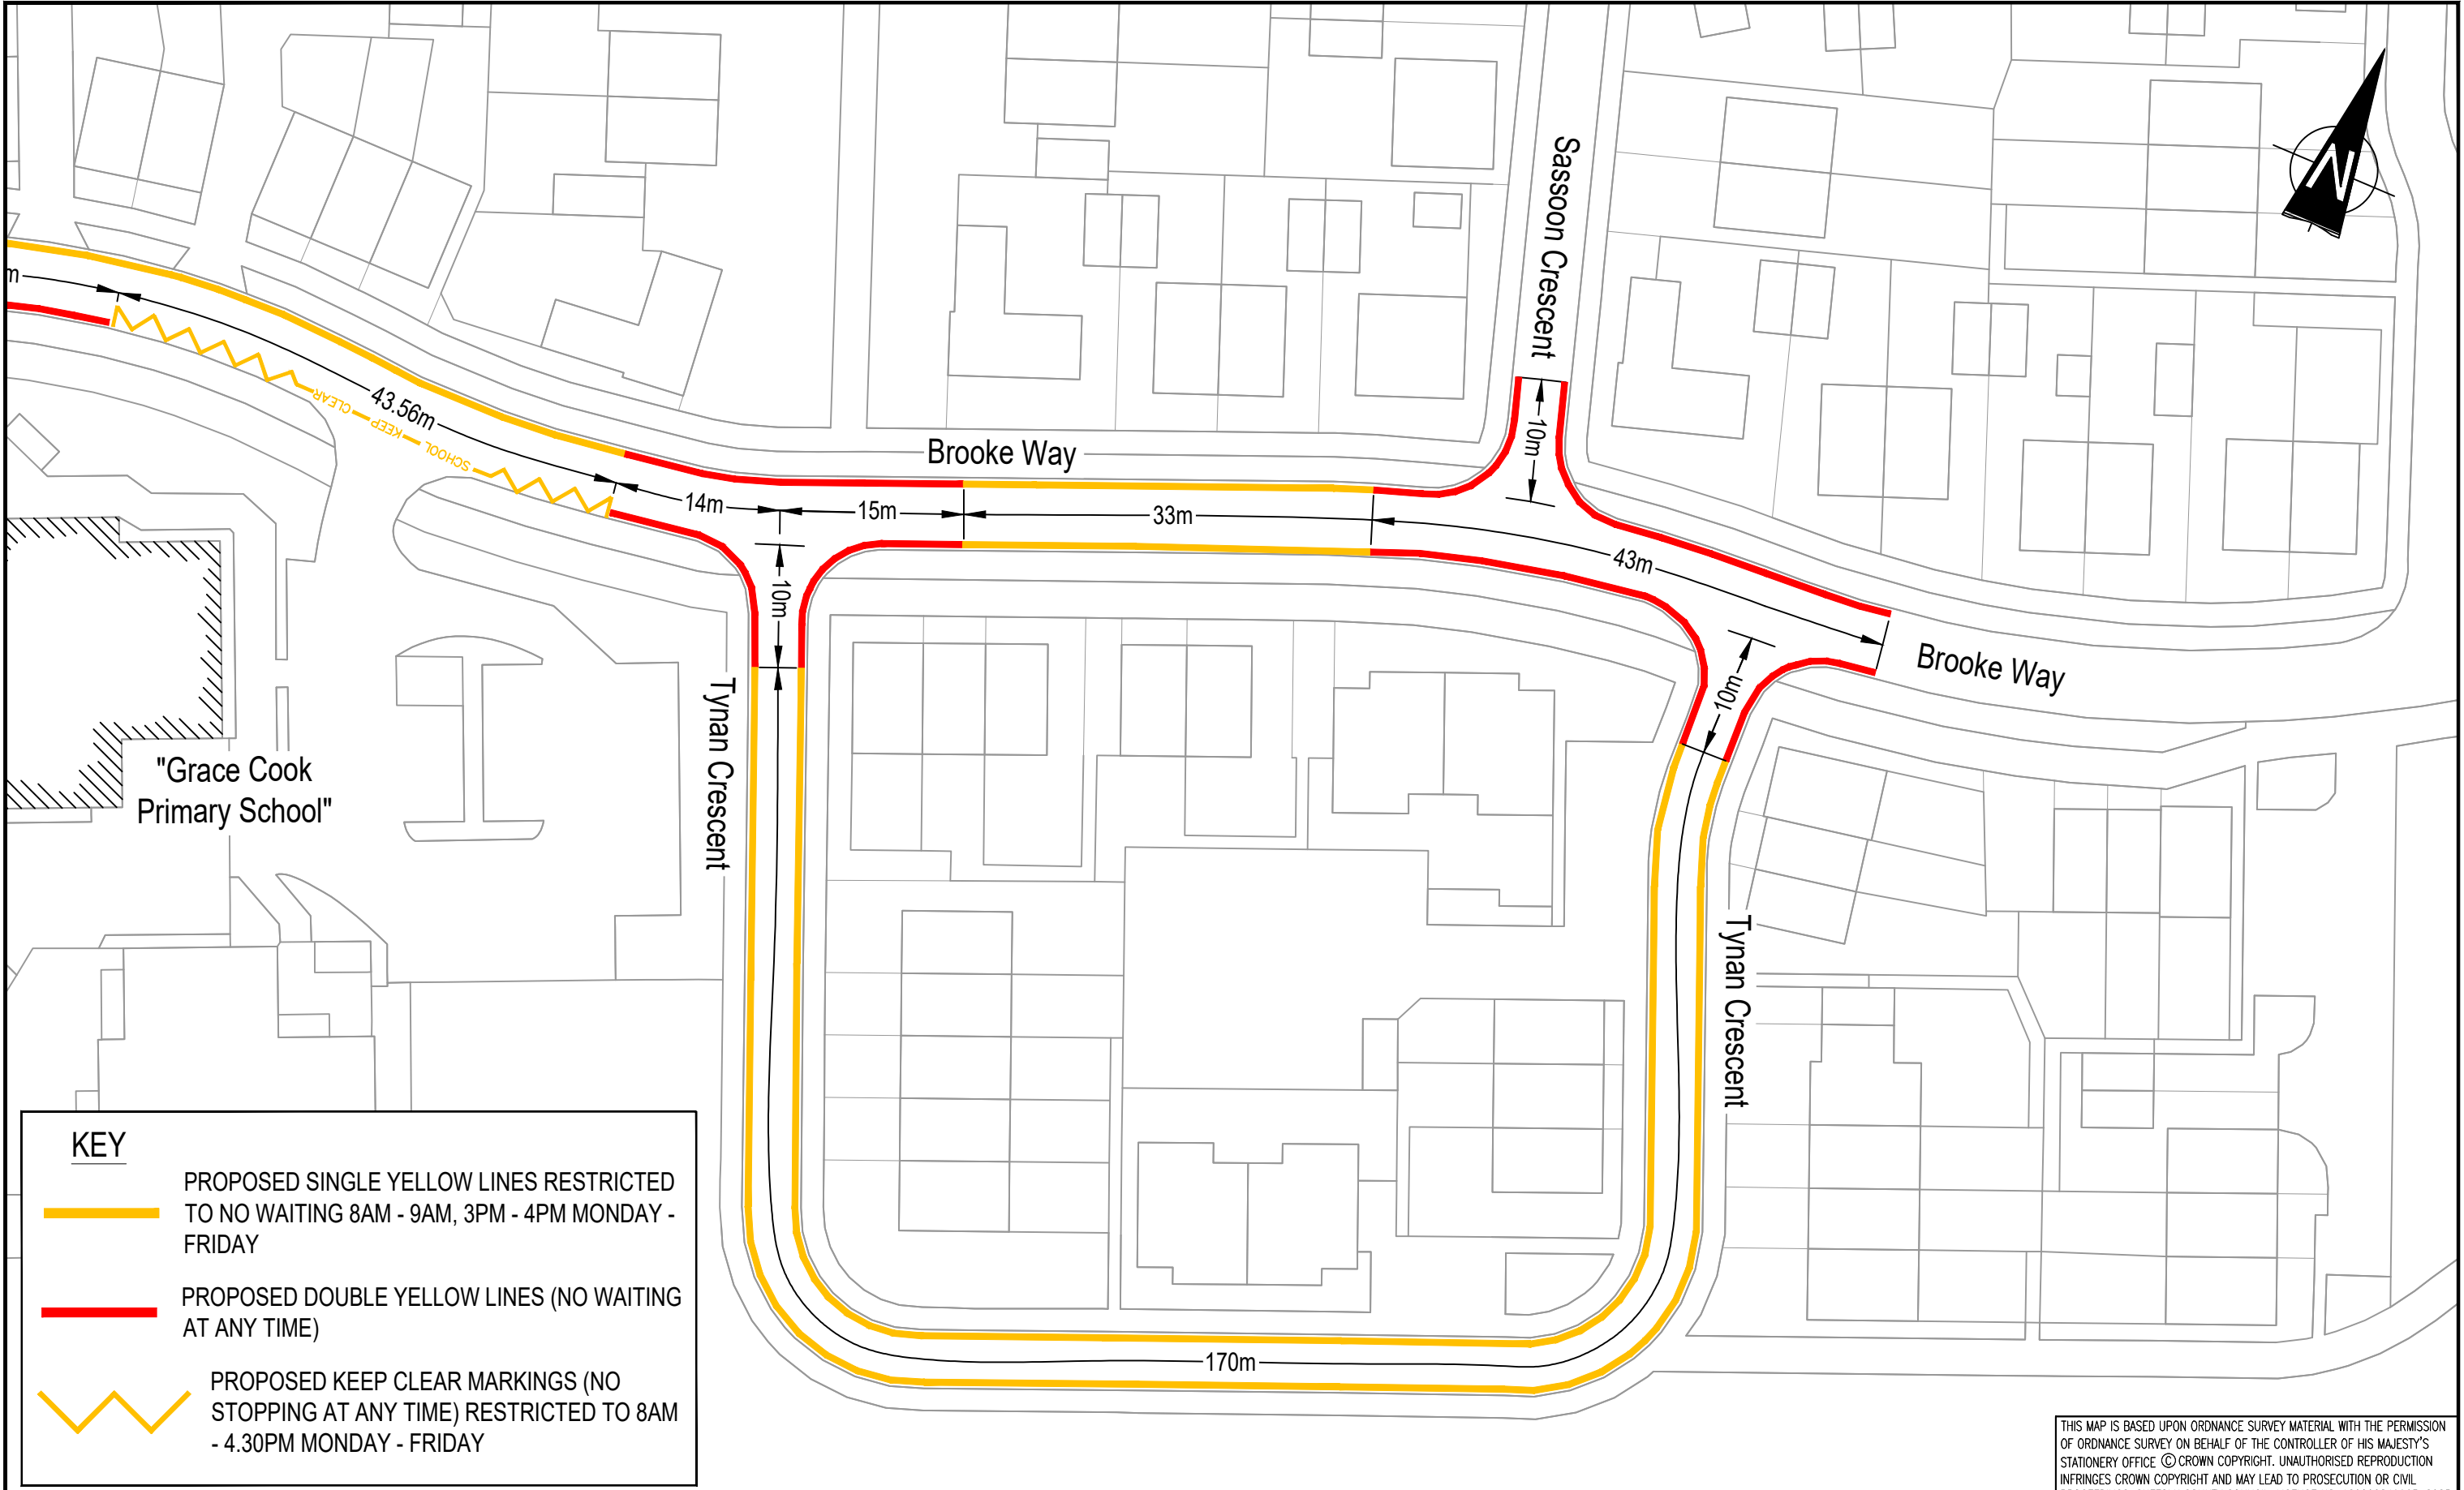 Sassoon Crescent
N
m
43.56m
SCHOOL KEEP CLEAR
Brooke Way
10m
14m
15m
33m
43m
10m
10m
Brooke Way
Tynan Crescent
"Grace Cook
Primary School"
Tynan Crescent
170m
KEY
PROPOSED SINGLE YELLOW LINES RESTRICTED
TO NO WAITING 8AM - 9AM, 3PM - 4PM MONDAY -
FRIDAY
PROPOSED DOUBLE YELLOW LINES (NO WAITING
AT ANY TIME)
PROPOSED KEEP CLEAR MARKINGS (NO
STOPPING AT ANY TIME) RESTRICTED TO 8AM
- 4.30PM MONDAY - FRIDAY
THIS MAP IS BASED UPON ORDNANCE SURVEY MATERIAL WITH THE PERMISSION
OF ORDNANCE SURVEY ON BEHALF OF THE CONTROLLER OF HIS MAJESTY'S
STATIONERY OFFICE © CROWN COPYRIGHT. UNAUTHORISED REPRODUCTION
INFRINGES CROWN COPYRIGHT AND MAY LEAD TO PROSECUTION OR CIVIL